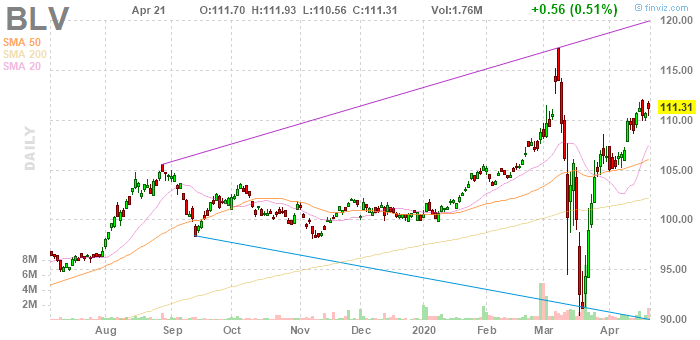 BLV
Apr 21
O:111.70 H:111.93 L:110.56 C:111.31
Vol:1.76M
+0.56 (0.51%)
© finviz.com
SMA 50
SMA 200
SMA 20
DAILY
120.00
115.00
111.31
110.00
105.00
100.00
95.00
90.00
8M
6M
4M
2M
Aug
Sep
Oct
Nov
Dec
2020
Feb
Mar
Apr